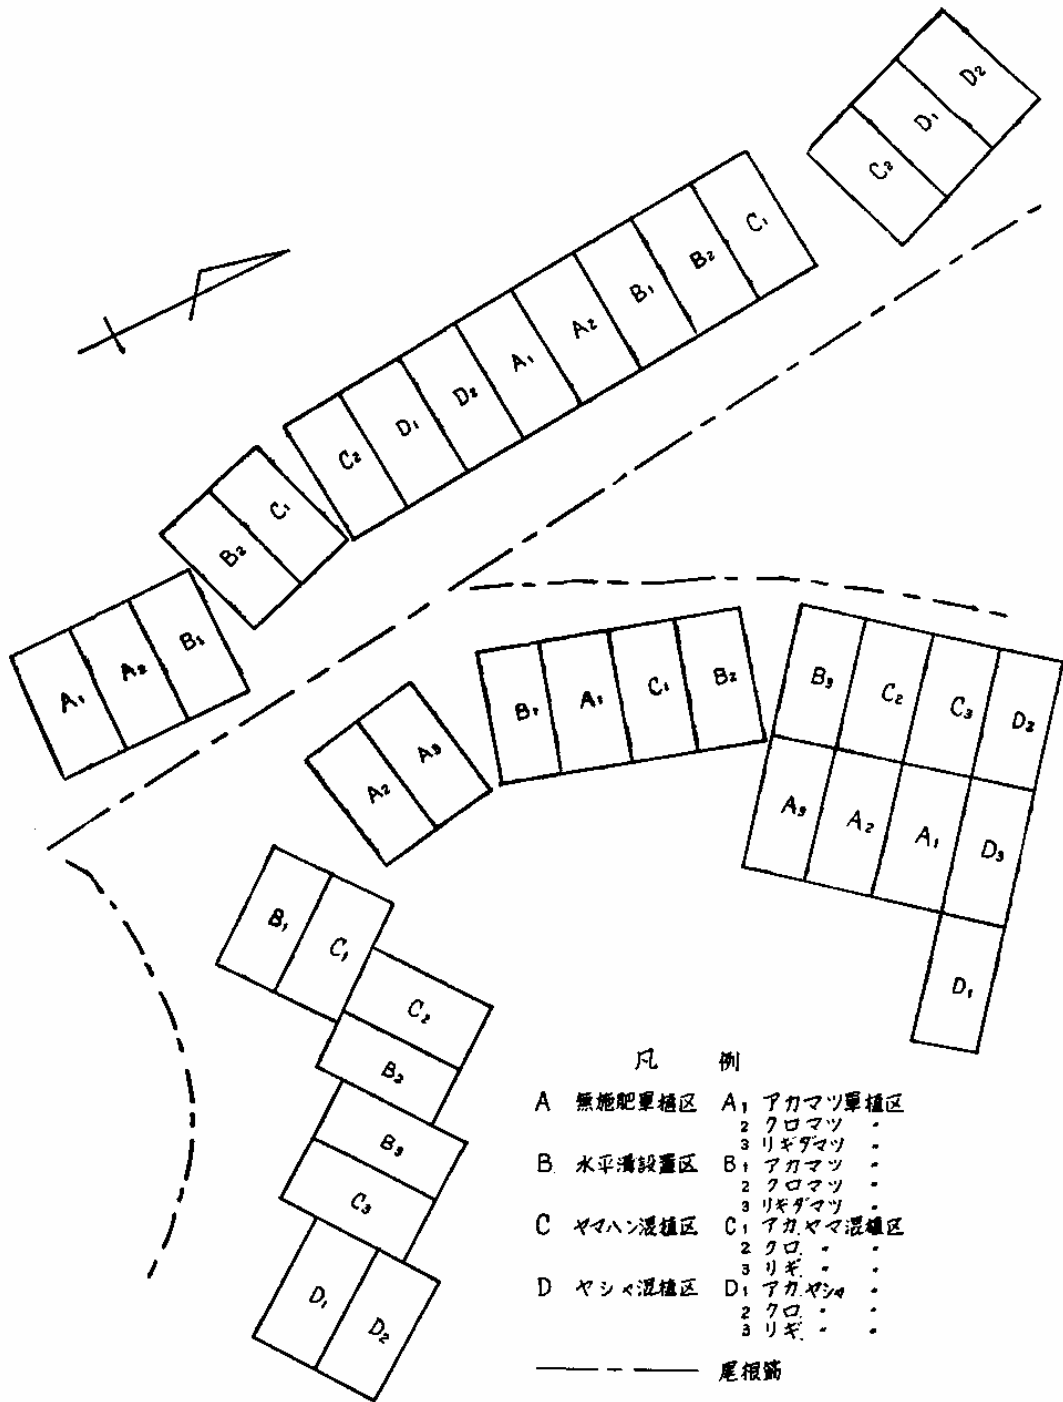 D2
D1
C2
C1
B2
B1
A2
A1
D2
D1
C2
C1
B2
B1
A2
A1
B1
A1
C1
B2
B3
C2
C3
D2
A3
A2
A3
A2
A1
D3
D1
B1
C1
C2
B2
B3
C3
D1
D2
凡 例
A 無施肥単植区 A1 アカマツ単植区
2 クロマツ 〃
3 リギダマツ 〃
B 水平溝設置区 B1 アカマツ 〃
2 クロマツ 〃
3 リギダマツ 〃
C ヤマハン混植区 C1 アカ.ヤマ混植区
2 クロ. 〃 〃
3 リギ. 〃 〃
D ヤシャ混植区 D1 アカ.ヤシャ 〃
2 クロ. 〃 〃
3 リギ. 〃 〃
尾根筋